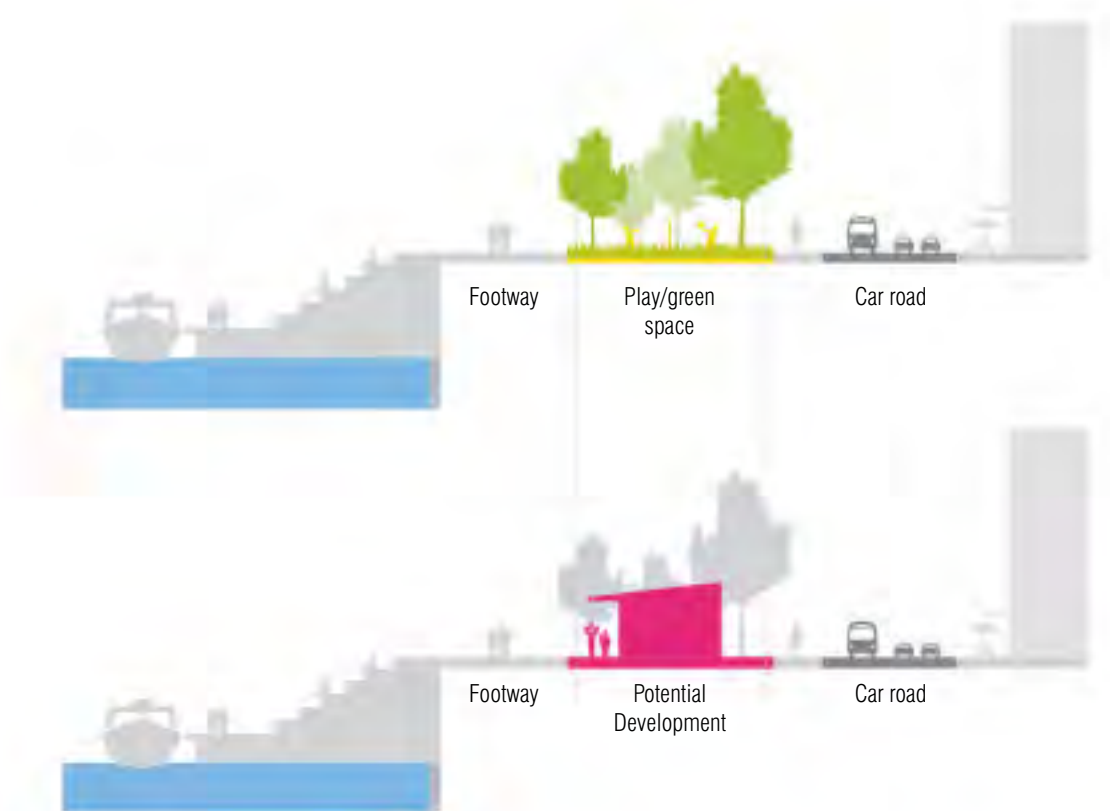 Footway
Play/green
space
Car road
Footway
Potential
Development
Car road